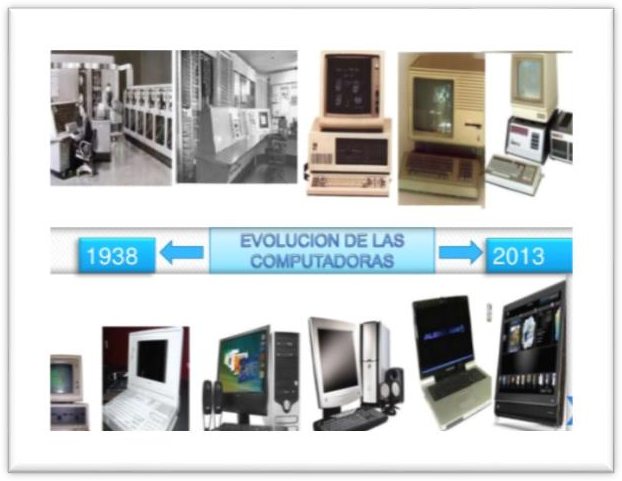 1938
EVOLUCION DE LAS
COMPUTADORAS
2013